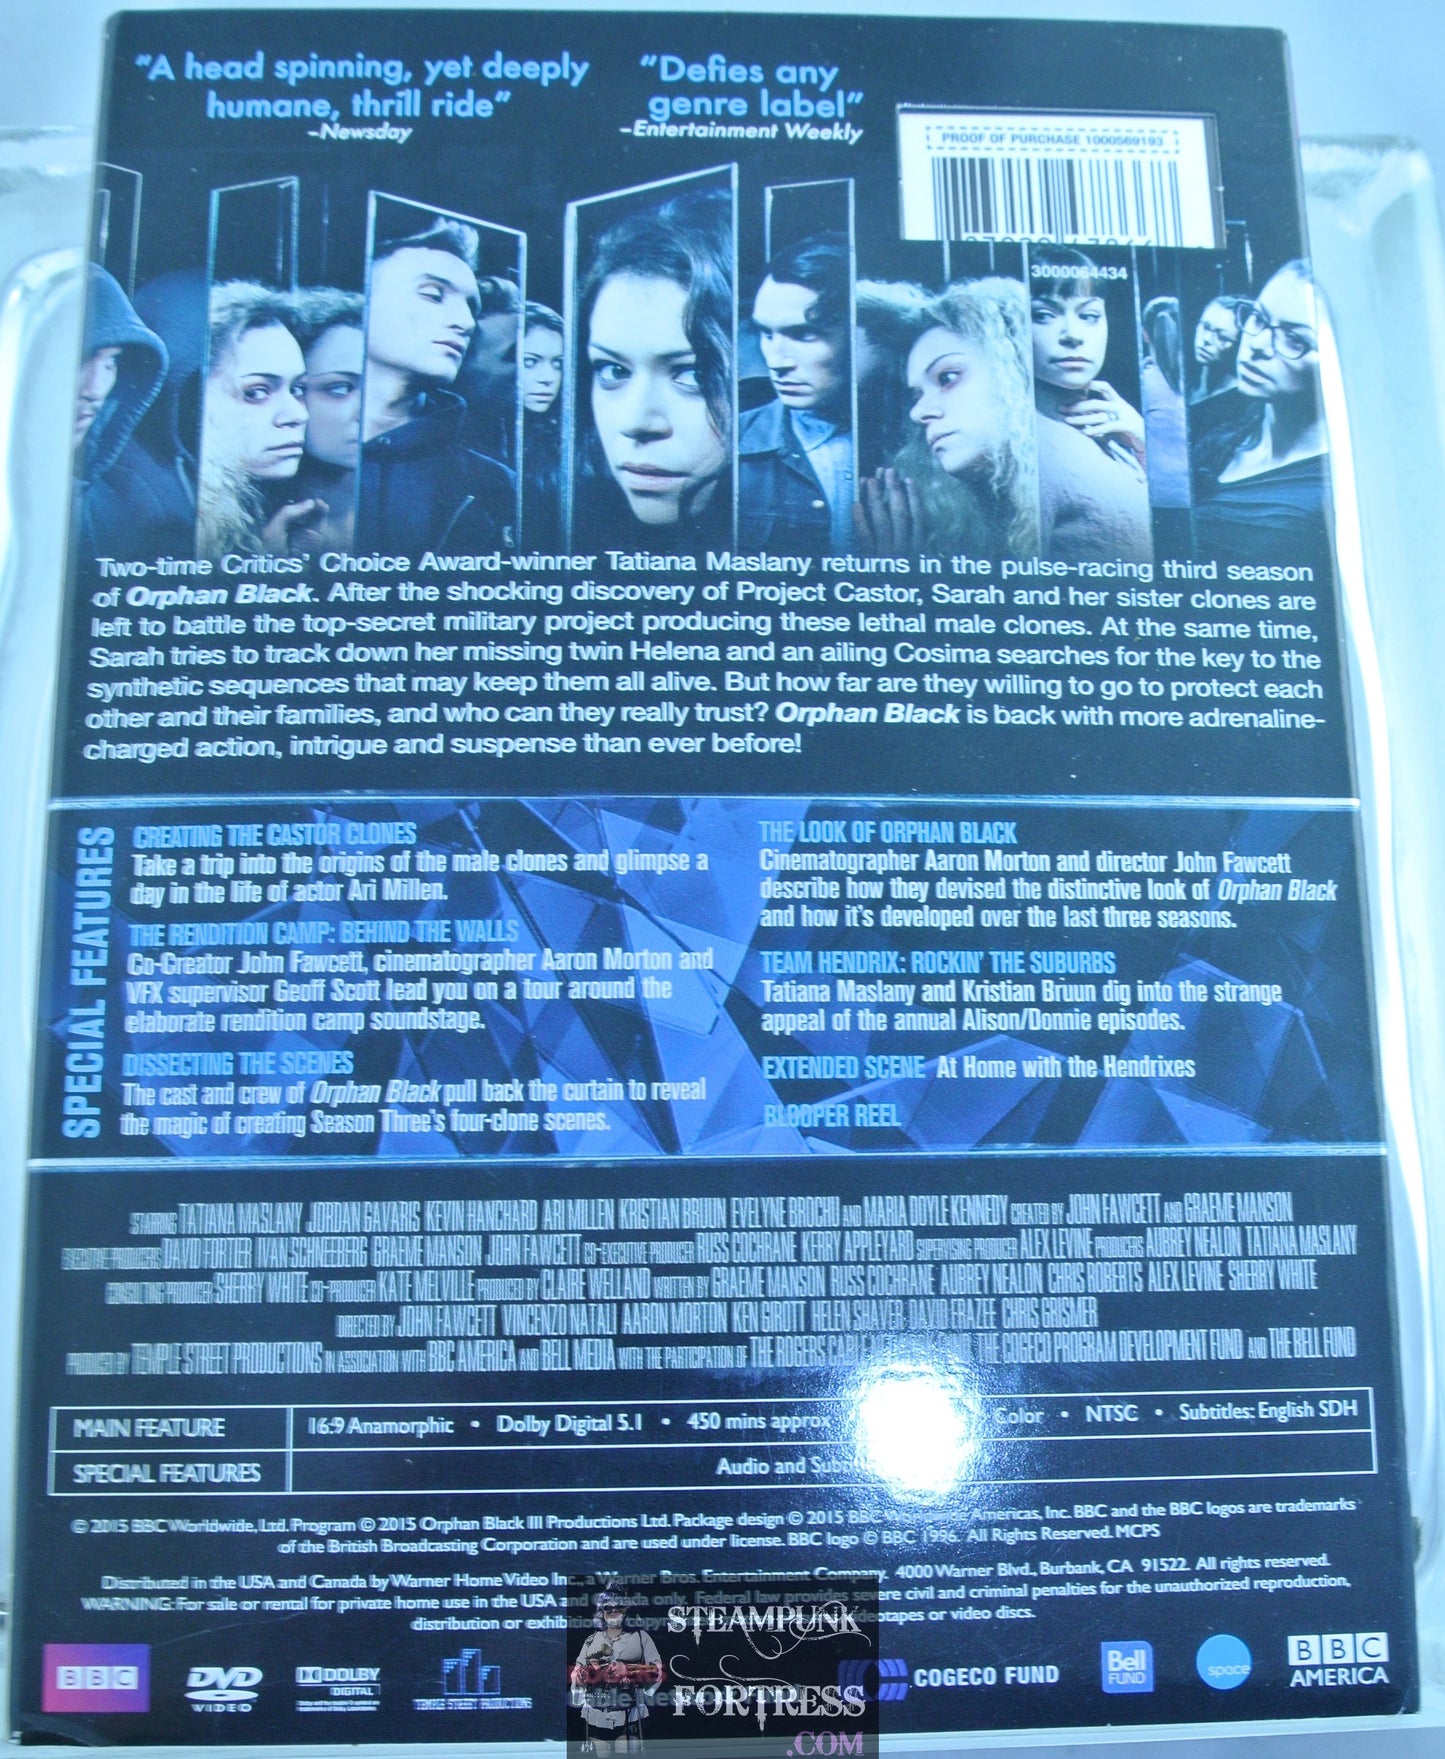 "A head spinning, yet deeply
humane, thrill ride"
-Newsday
"Defies any
genre label"
-Entertainment Weekly
PROOF OF PURCHASE 1000569193
3000064434
Two-time Critics' Choice Award-winner Tatiana Maslany returns in the pulse-racing third season
of Orphan Black. After the shocking discovery of Project Castor, Sarah and her sister clones are
left to battle the top-secret military project producing these lethal male clones. At the same time,
Sarah tries to track down her missing twin Helena and an ailing Cosima searches for the key to the
synthetic sequences that may keep them all alive. But how far are they willing to go to protect each
other and their families, and who can they really trust? Orphan Black is back with more adrenaline-
charged action, intrigue and suspense than ever before!
SPECIAL FEATURES
CREATING THE CASTOR CLONES
Take a trip into the origins of the male clones and glimpse a
day in the life of actor Ari Millen.
THE RENDITION CAMP: BEHIND THE WALLS
Co-Creator John Fawcett, cinematographer Aaron Morton and
VFX supervisor Geoff Scott lead you on a tour around the
elaborate rendition camp soundstage.
DISSECTING THE SCENES
The cast and crew of Orphan Black pull back the curtain to reveal
the magic of creating Season Three's four-clone scenes.
THE LOOK OF ORPHAN BLACK
Cinematographer Aaron Morton and director John Fawcett
describe how they devised the distinctive look of Orphan Black
and how it's developed over the last three seasons.
TEAM HENDRIX: ROCKIN' THE SUBURBS
Tatiana Maslany and Kristian Bruun dig into the strange
appeal of the annual Alison/Donnie episodes.
EXTENDED SCENE At Home with the Hendrixes
BLOOPER REEL
STARRING TATIANA MASLANY JORDAN GAVARIS KEVIN HANCHARD ARI MILLEN KRISTIAN BRUUN EVELYNE BROCHU AND MARIA DOYLE KENNEDY CREATED BY JOHN FAWCETT AND GRAEME MANSON
EXECUTIVE PRODUCERS DAVID FORTIER IVAN SCHNEEBERG GRAEME MANSON JOHN FAWCETT CO-EXECUTIVE PRODUCER RUSS COCHRANE KERRY APPLEYARD SUPERVISING PRODUCER ALEX LEVINE PRODUCERS AUBREY NEALON TATIANA MASLANY
CONSULTING PRODUCER SHERRY WHITE CO-PRODUCER KATE MELVILLE PRODUCED BY CLAIRE WELLAND WRITTEN BY GRAEME MANSON RUSS COCHRANE AUBREY NEALON CHRIS ROBERTS ALEX LEVINE SHERRY WHITE
DIRECTED BY JOHN FAWCETT VINCENZO NATALI AARON MORTON KEN GIROTTI HELEN SHAVER DAVID FRAZEE CHRIS GRISMER
PRODUCED BY TEMPLE STREET PRODUCTIONS IN ASSOCIATION WITH BBC AMERICA AND BELL MEDIA WITH THE PARTICIPATION OF THE ROGERS THE COGECO PROGRAM DEVELOPMENT FUND AND THE BELL FUND
MAIN FEATURE 16:9 Anamorphic • Dolby Digital 5.1 • 450 mins approx Color • NTSC • Subtitles: English SDH
SPECIAL FEATURES Audio and
© 2015 BBC Worldwide, Ltd. Program © 2015 Orphan Black III Productions Ltd. Package design © 2015 BBC Americas, Inc. BBC and the BBC logos are trademarks
of the British Broadcasting Corporation and are used under license. BBC logo © BBC 1996. All Rights Reserved. MCPS
Distributed in the USA and Canada by Warner Home Video Inc., a Warner Bros. Entertainment Company. 4000 Warner Blvd., Burbank, CA 91522. All rights reserved.
WARNING: For sale or rental for private home use in the USA and Canada only. Federal law provides severe civil and criminal penalties for the unauthorized reproduction,
distribution or exhibition of videotapes or video discs.
BBC
DVD
VIDEO
DOLBY
DIGITAL
TEMPLE STREET PRODUCTIONS
COGECO FUND
Bell
FUND
space
BBC
AMERICA
STEAMPUNK
FORTRESS
.COM